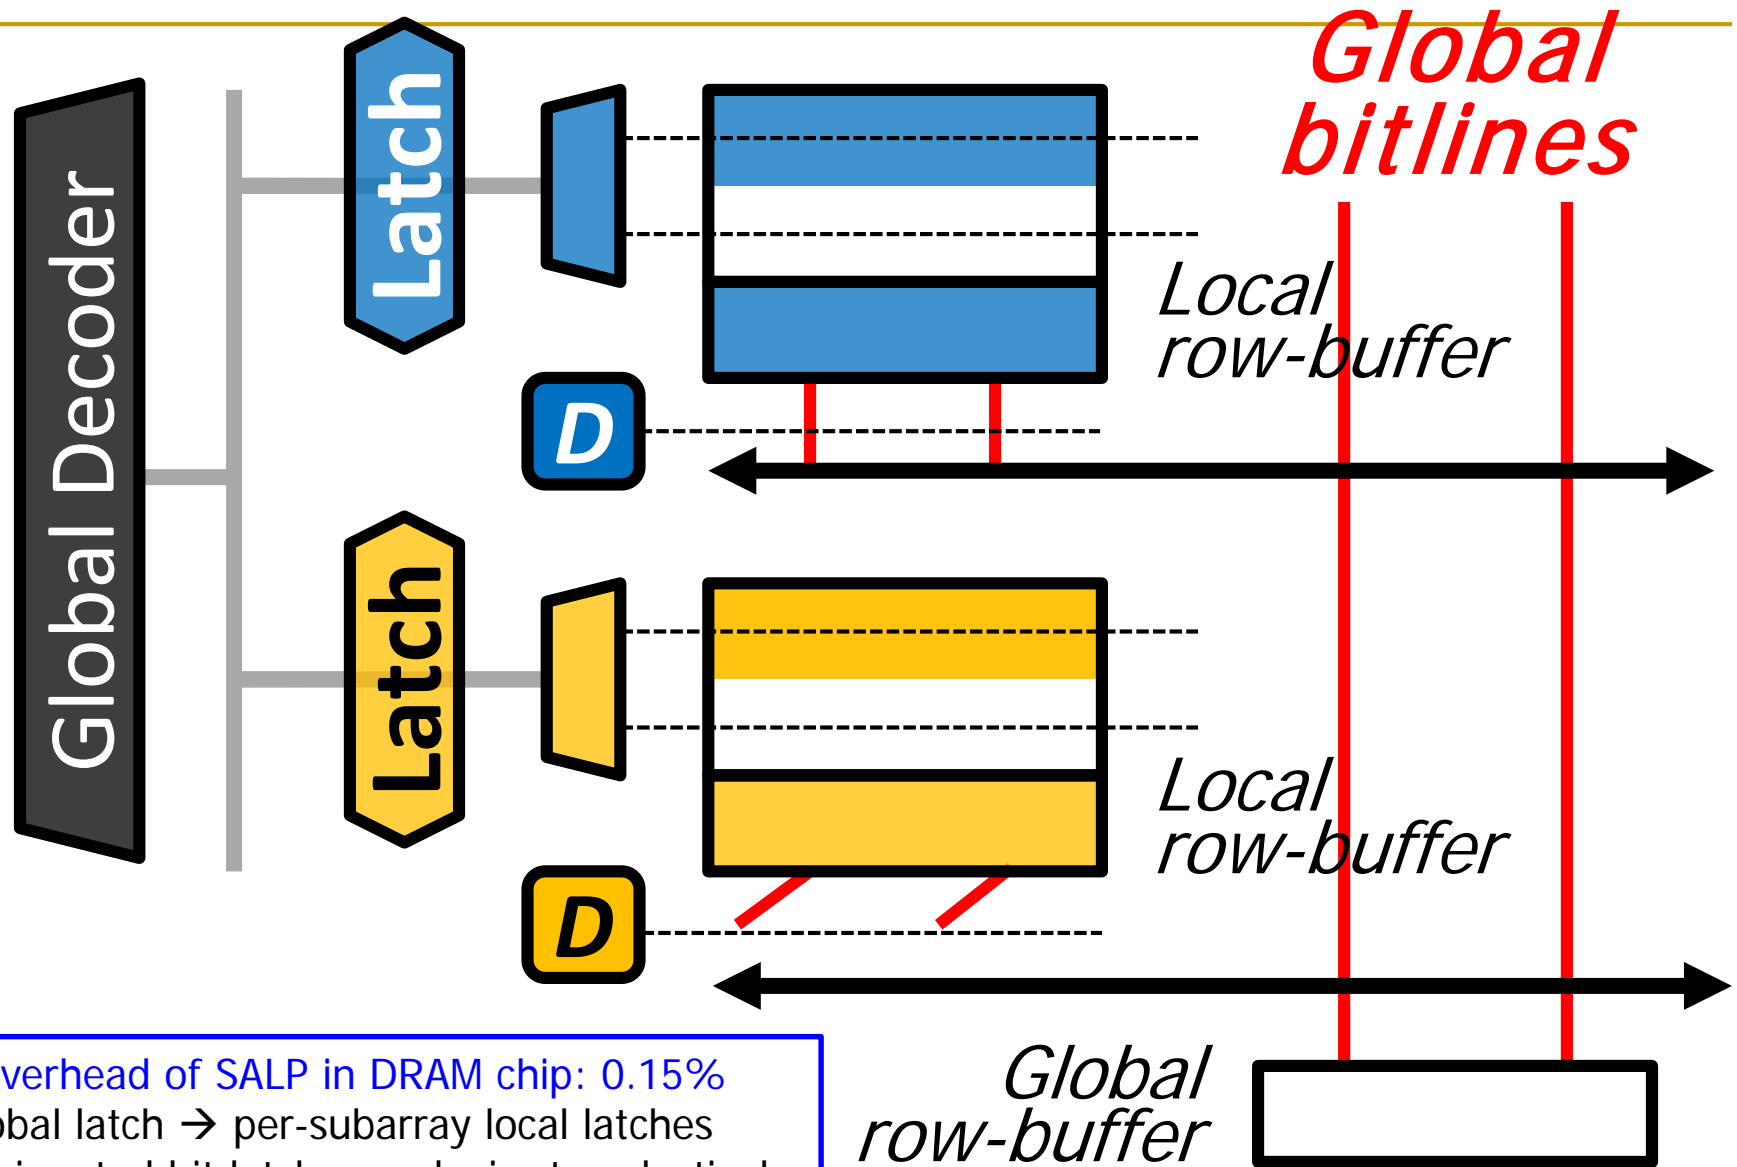 Global
bitlines
Global Decoder
Latch
Local
row-buffer
D
Latch
Local
row-buffer
D
Global
row-buffer
verhead of SALP in DRAM chip: 0.15%
obal latch → per-subarray local latches